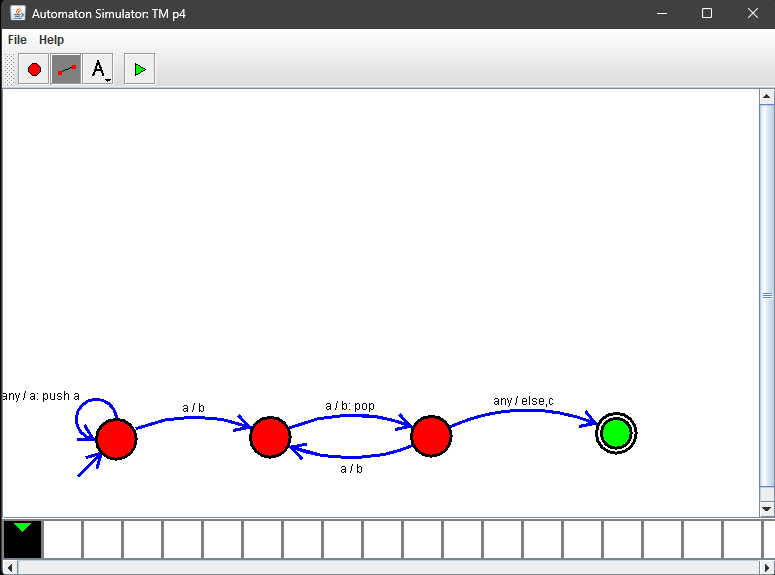 Automaton Simulator: TM p4
File Help
A
any / a: push a
a / b
a / b: pop
any / else,c
a / b